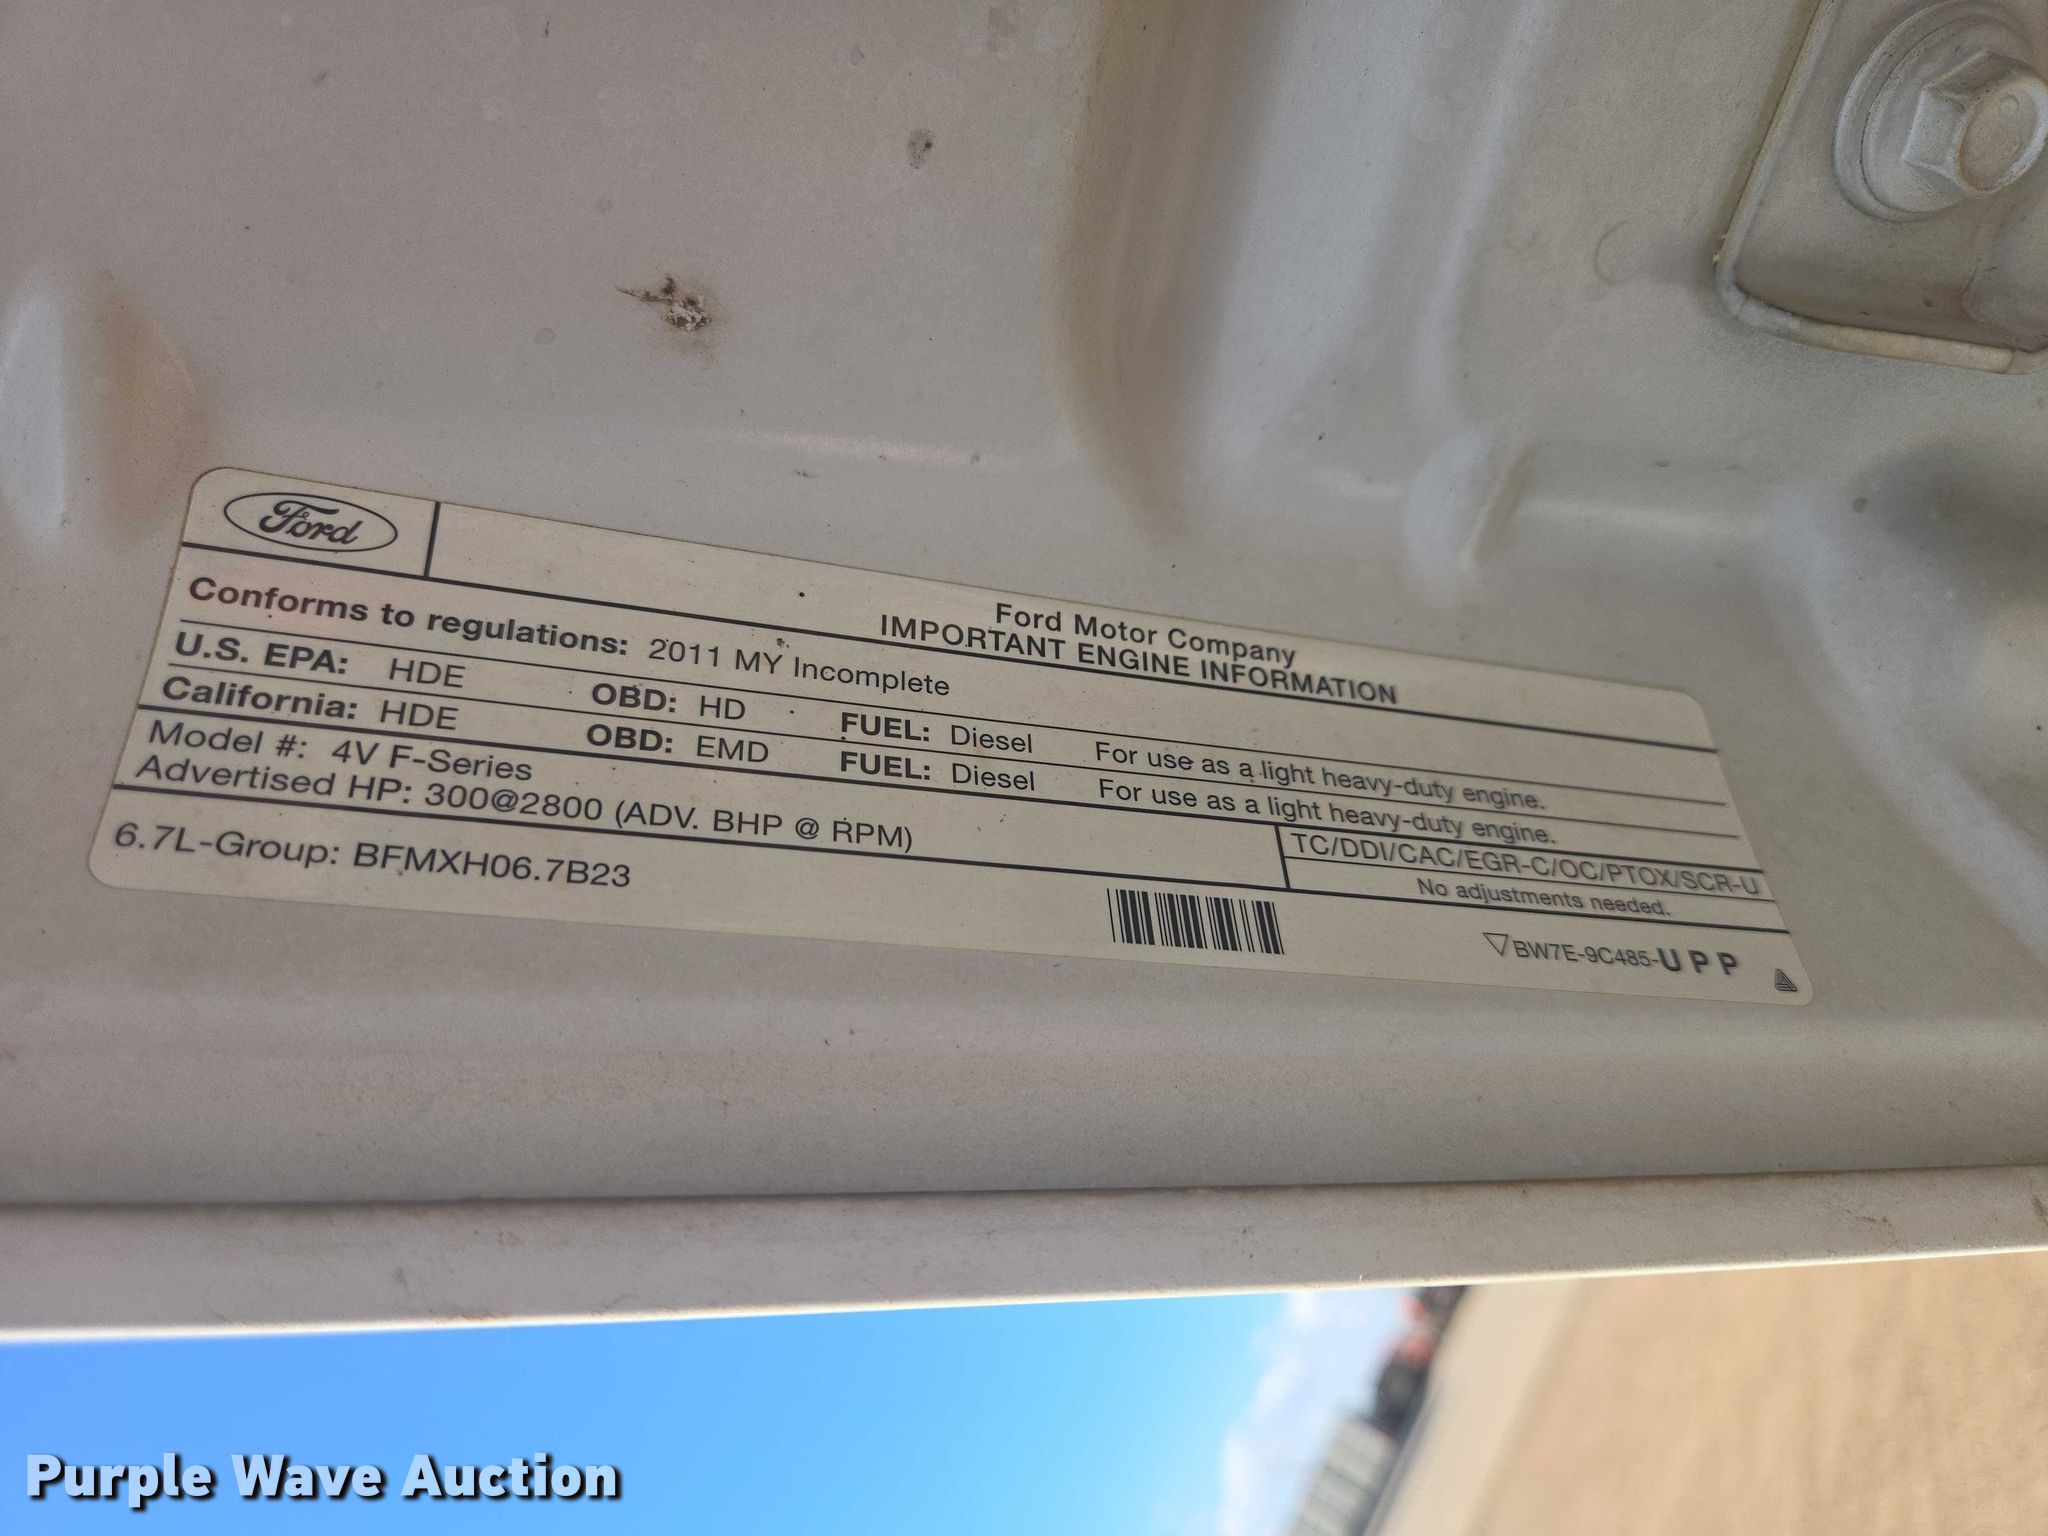 Ford
Ford Motor Company
IMPORTANT ENGINE INFORMATION
Conforms to regulations: 2011 MY Incomplete
U.S. EPA: HDE OBD: HD FUEL: Diesel For use as a light heavy-duty engine.
California: HDE OBD: EMD FUEL: Diesel For use as a light heavy-duty engine.
Model #: 4V F-Series
Advertised HP: 300@2800 (ADV. BHP @ RPM)
TC/DDI/CAC/EGR-C/OC/PTOX/SCR-U
No adjustments needed.
6.7L-Group: BFMXH06.7B23
BW7E-9C485-UPP
Purple Wave Auction